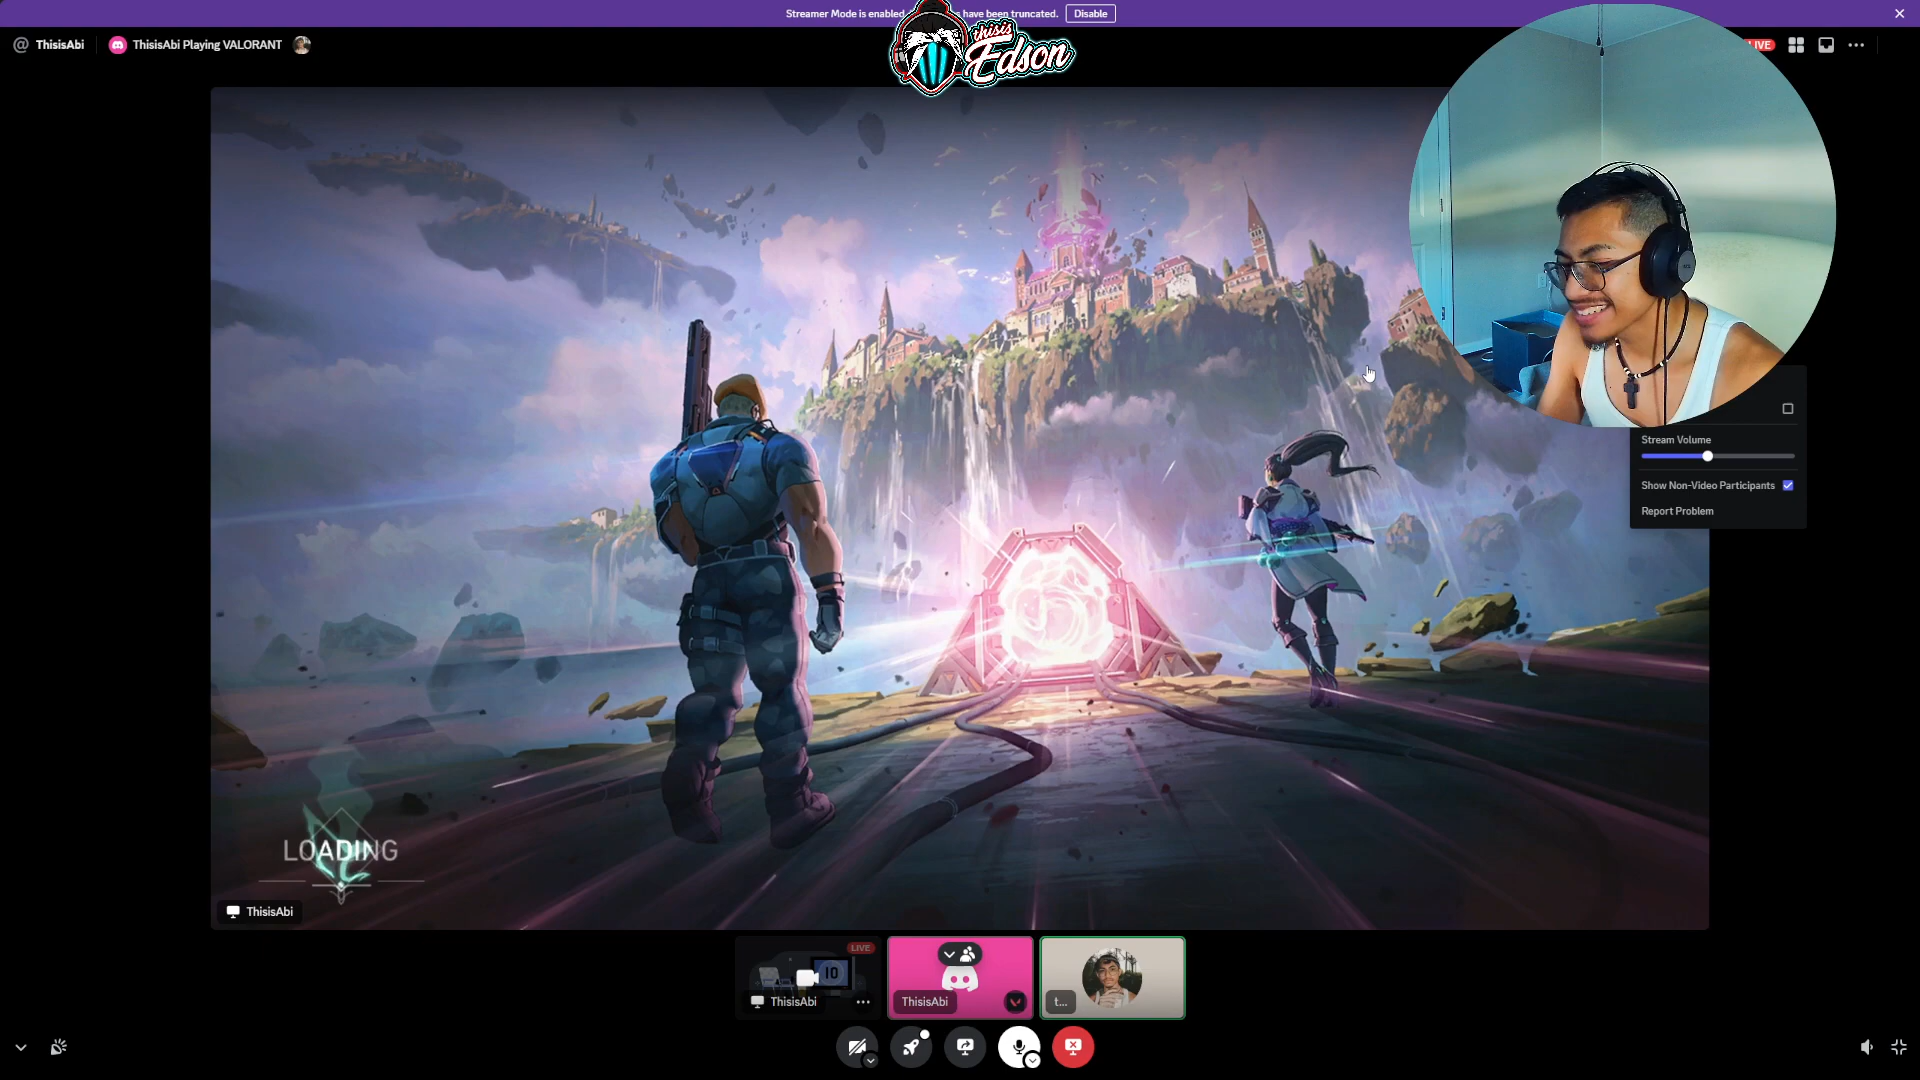 Streamer Mode is enabled.
s have been truncated.
Disable
ThisisAbi
ThisisAbi Playing VALORANT
thisis
Edson
LIVE
Stream Volume
Show Non-Video Participants
Report Problem
LOADING
ThisisAbi
LIVE
10
ThisisAbi
ThisisAbi
t...